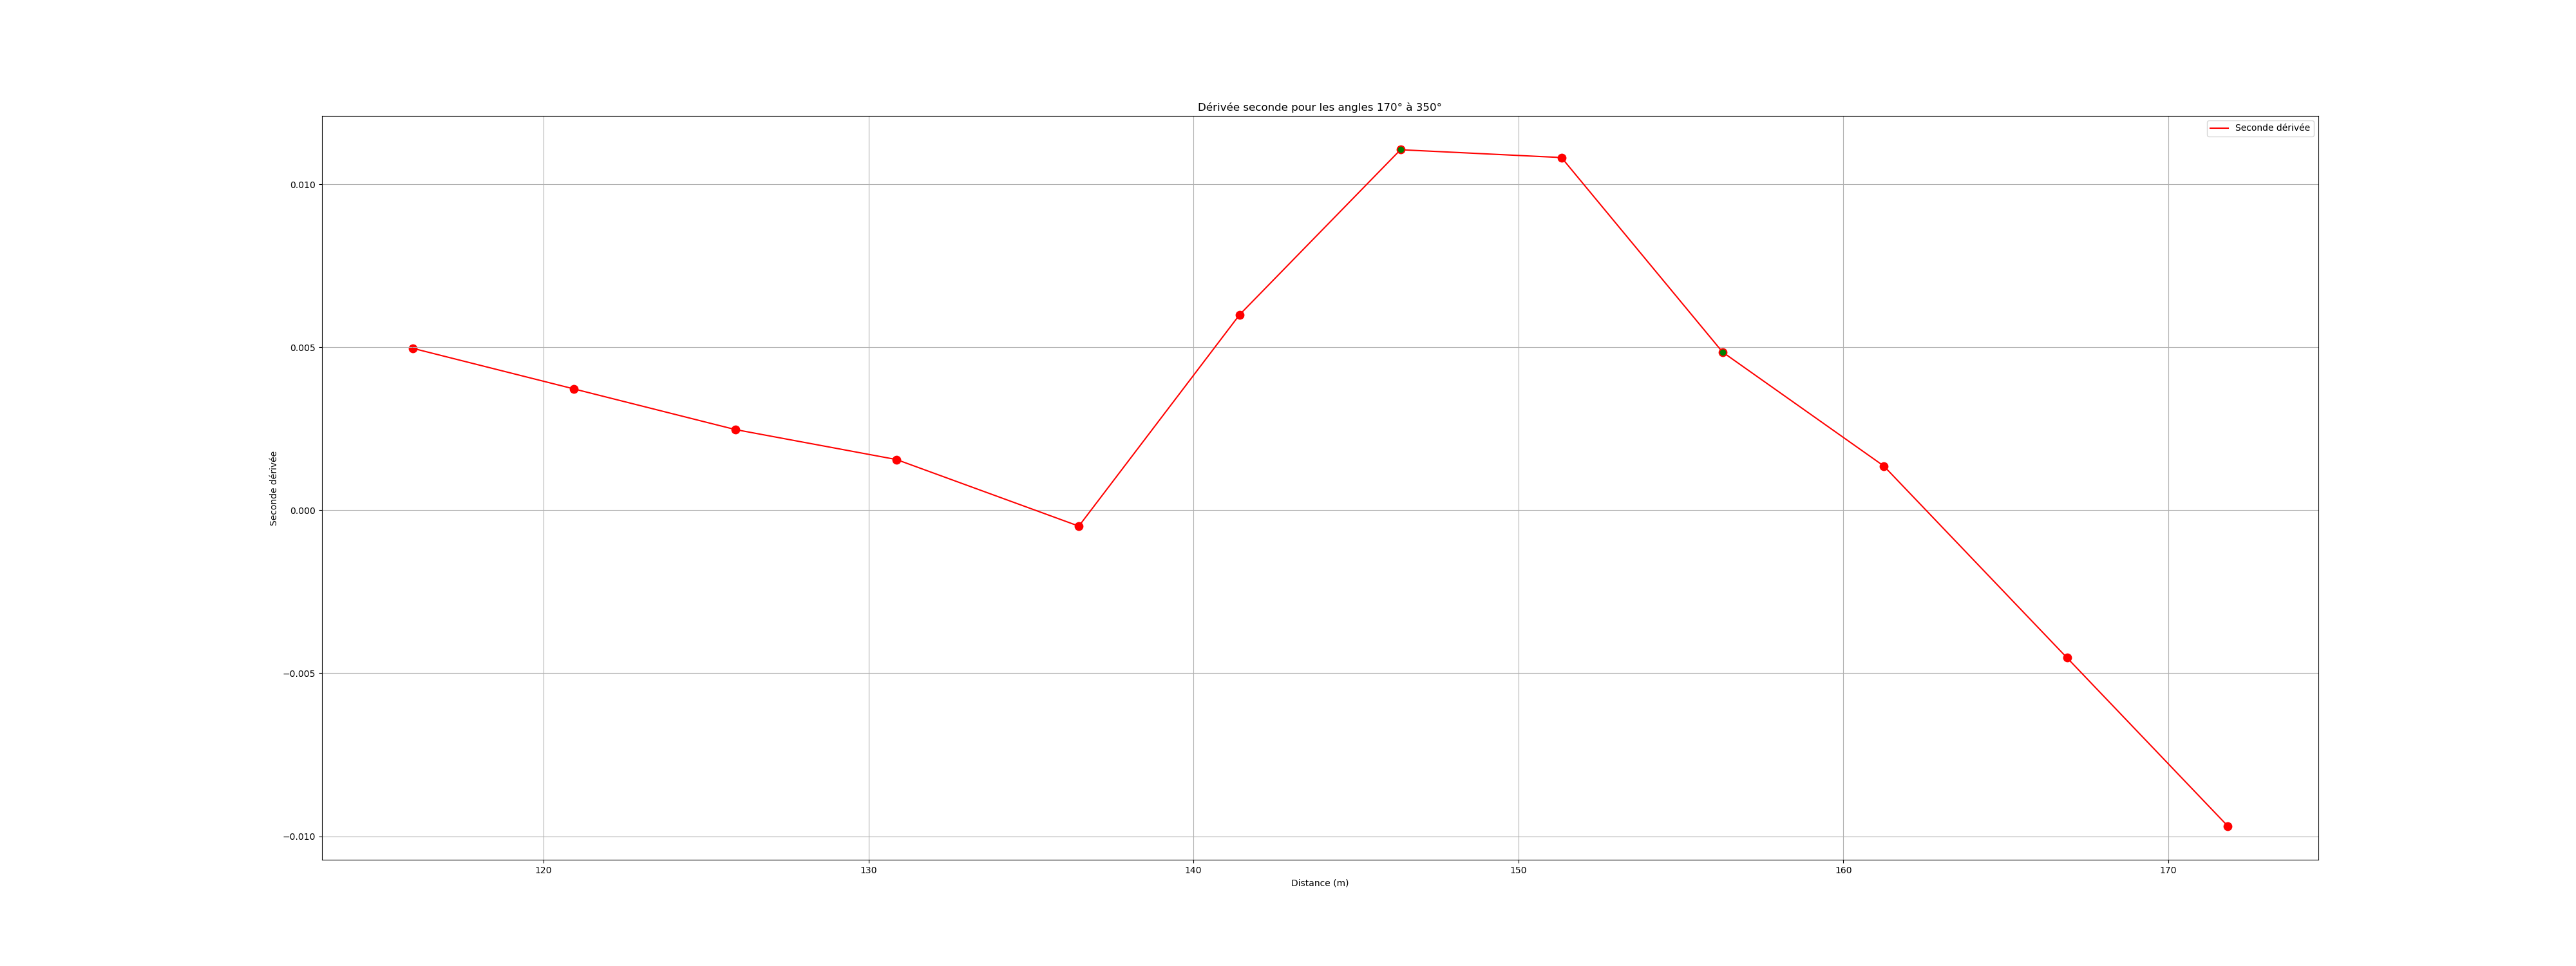 Dérivée seconde pour les angles 170° à 350°
Seconde dérivée
0.010
0.005
0.000
−0.005
−0.010
Seconde dérivée
120
130
140
150
160
170
Distance (m)